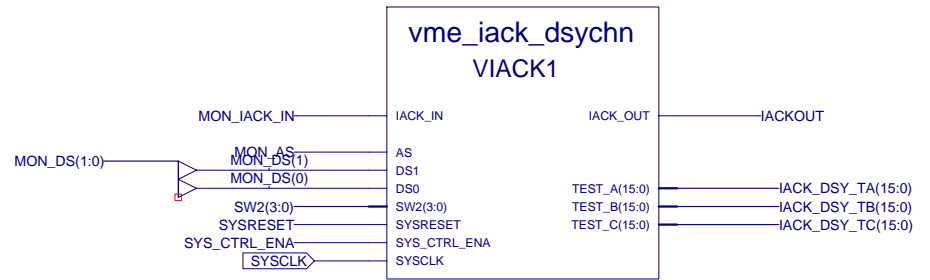 vme_iack_dsychn
VIACK1
MON_IACK_IN IACK_IN IACK_OUT IACKOUT
MON_AS AS
MON_DS(1:0) MON_DS(1) DS1
MON_DS(0) DS0 TEST_A(15:0) IACK_DSY_TA(15:0)
SW2(3:0) SW2(3:0) TEST_B(15:0) IACK_DSY_TB(15:0)
SYSRESET SYSRESET TEST_C(15:0) IACK_DSY_TC(15:0)
SYS_CTRL_ENA SYS_CTRL_ENA
SYSCLK SYSCLK